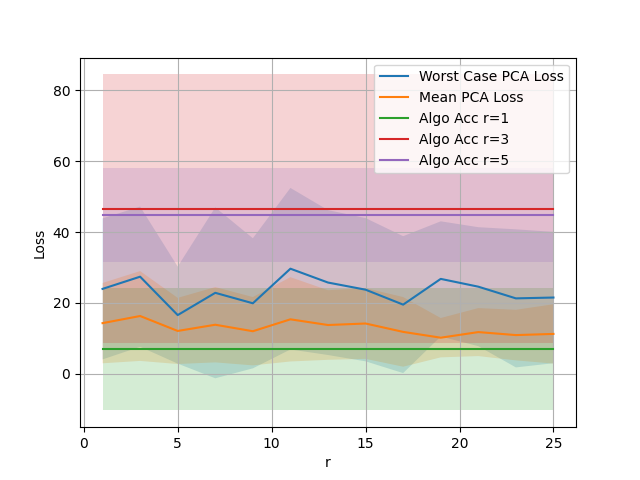 Worst Case PCA Loss
Mean PCA Loss
Algo Acc r=1
Algo Acc r=3
Algo Acc r=5
80
60
40
20
0
Loss
0 5 10 15 20 25
r